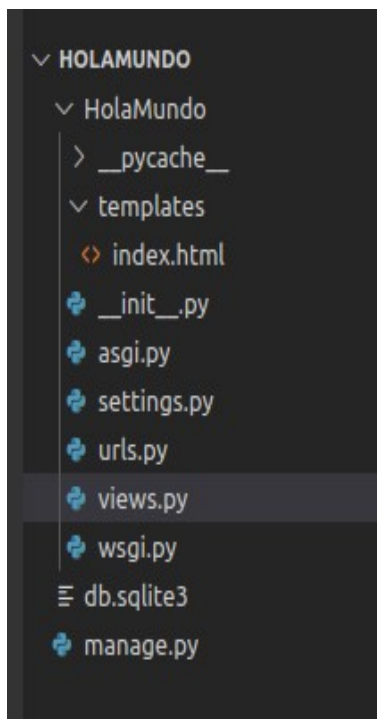 HOLAMUNDO
HolaMundo
__pycache__
templates
index.html
__init__.py
asgi.py
settings.py
urls.py
views.py
wsgi.py
db.sqlite3
manage.py